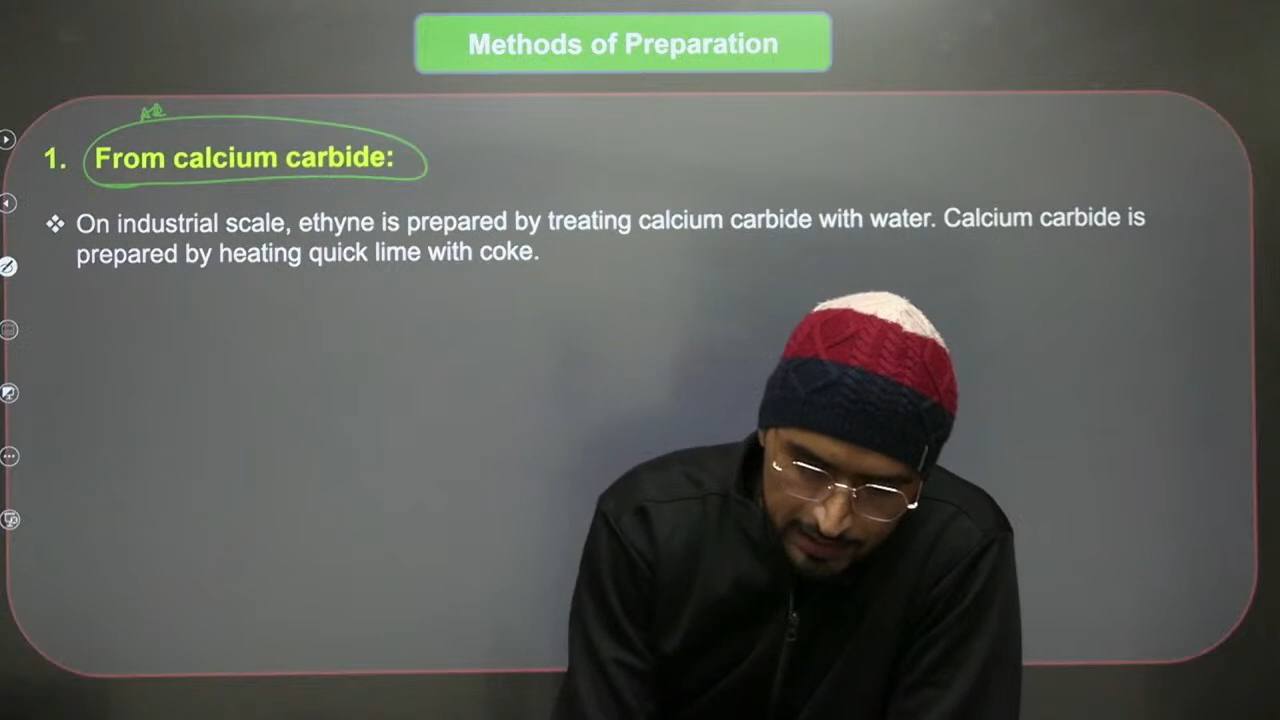 Methods of Preparation
1. From calcium carbide:
❖ On industrial scale, ethyne is prepared by treating calcium carbide with water. Calcium carbide is
prepared by heating quick lime with coke.